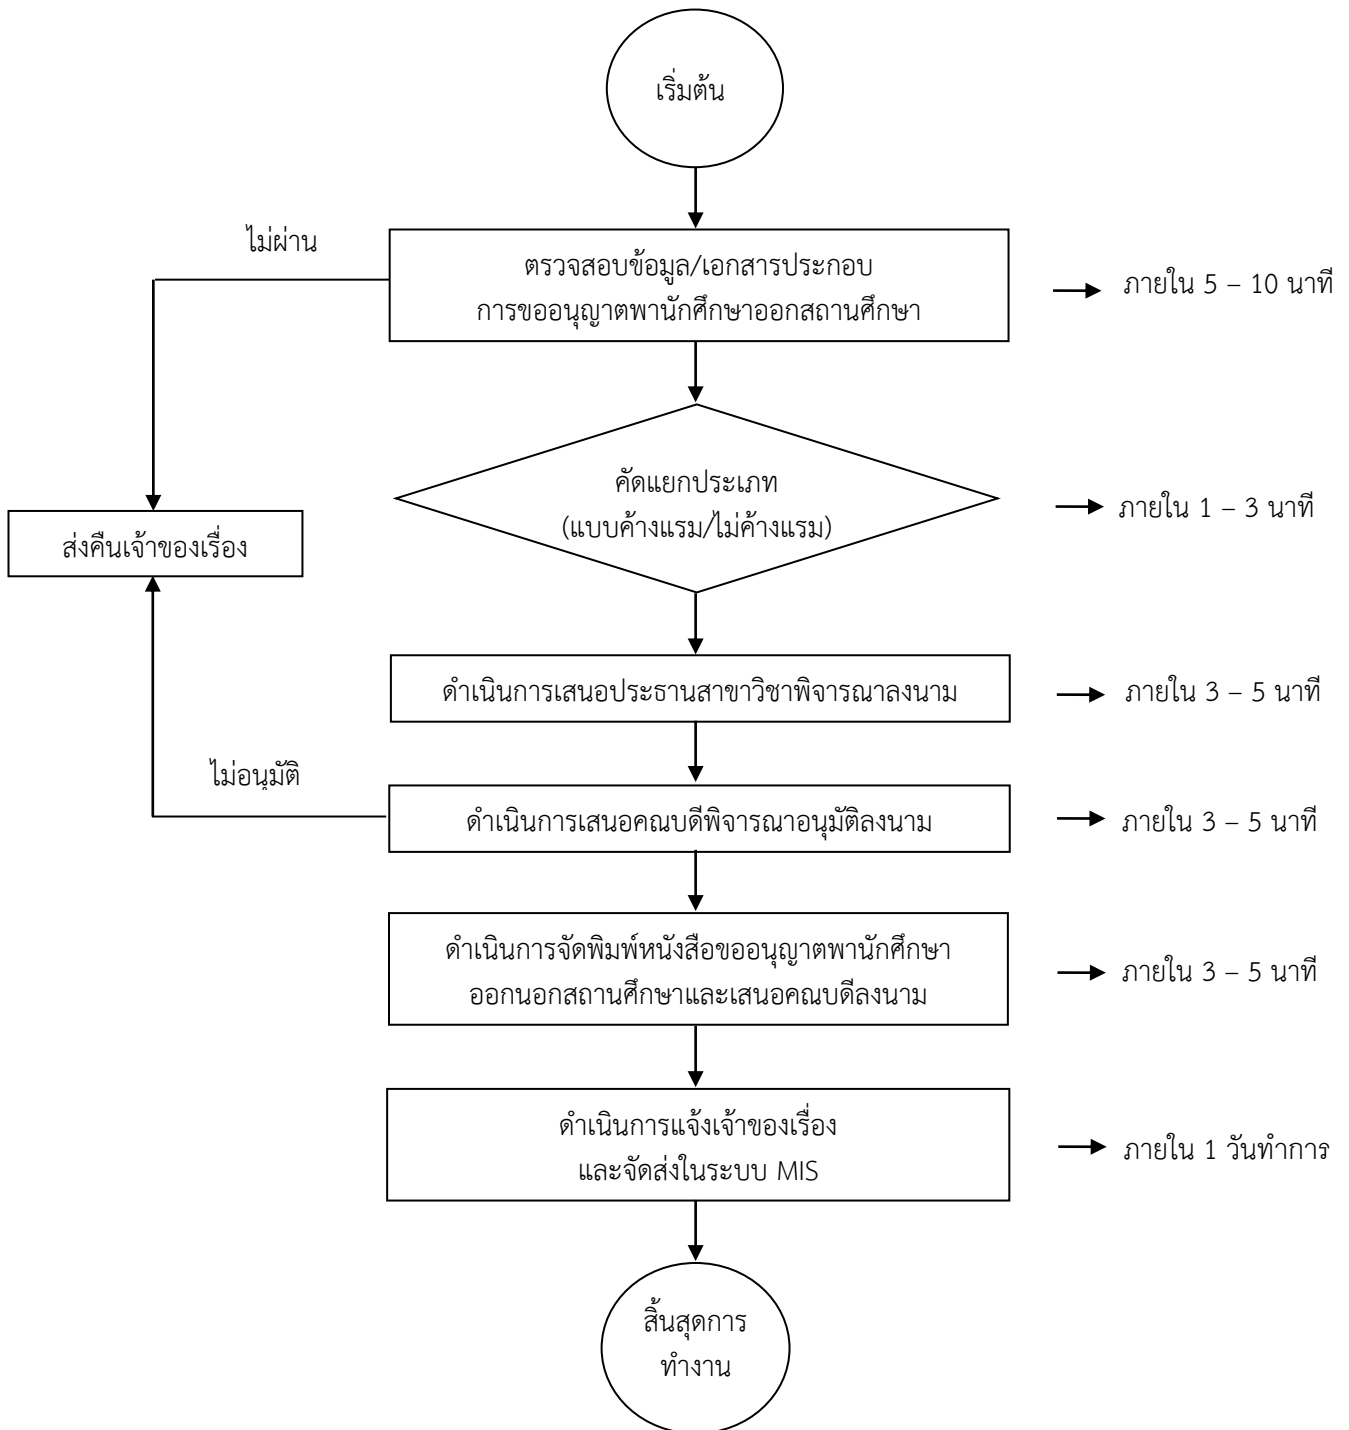 เริ่มต้น
ไม่ผ่าน
ตรวจสอบข้อมูล/เอกสารประกอบ
การขออนุญาตพานักศึกษาออกสถานศึกษา
ภายใน 5 – 10 นาที
คัดแยกประเภท
(แบบค้างแรม/ไม่ค้างแรม)
ภายใน 1 – 3 นาที
ส่งคืนเจ้าของเรื่อง
ดำเนินการเสนอประธานสาขาวิชาพิจารณาลงนาม
ภายใน 3 – 5 นาที
ไม่อนุมัติ
ดำเนินการเสนอคณบดีพิจารณาอนุมัติลงนาม
ภายใน 3 – 5 นาที
ดำเนินการจัดพิมพ์หนังสือขออนุญาตพานักศึกษา
ออกนอกสถานศึกษาและเสนอคณบดีลงนาม
ภายใน 3 – 5 นาที
ดำเนินการแจ้งเจ้าของเรื่อง
และจัดส่งในระบบ MIS
ภายใน 1 วันทำการ
สิ้นสุดการ
ทำงาน